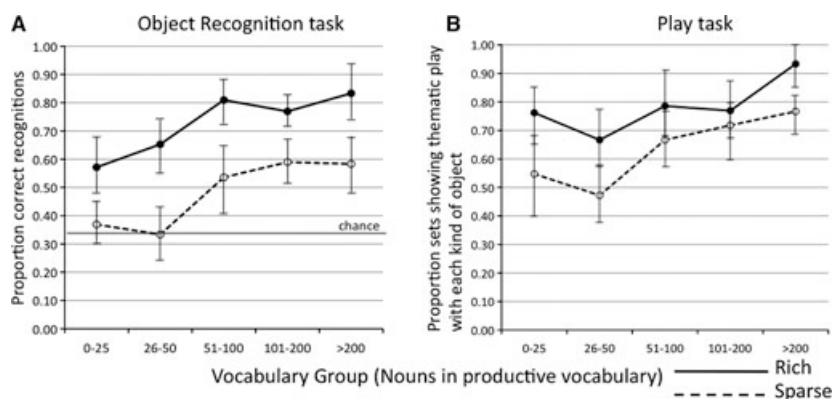 A Object Recognition task
Proportion correct recognitions
1.00
0.90
0.80
0.70
0.60
0.50
0.40
0.30
0.20
0.10
0.00
chance
0-25 26-50 51-100 101-200 >200
B Play task
Proportion sets showing thematic play
with each kind of object
1.00
0.90
0.80
0.70
0.60
0.50
0.40
0.30
0.20
0.10
0.00
0-25 26-50 51-100 101-200 >200
Vocabulary Group (Nouns in productive vocabulary)
Rich
Sparse